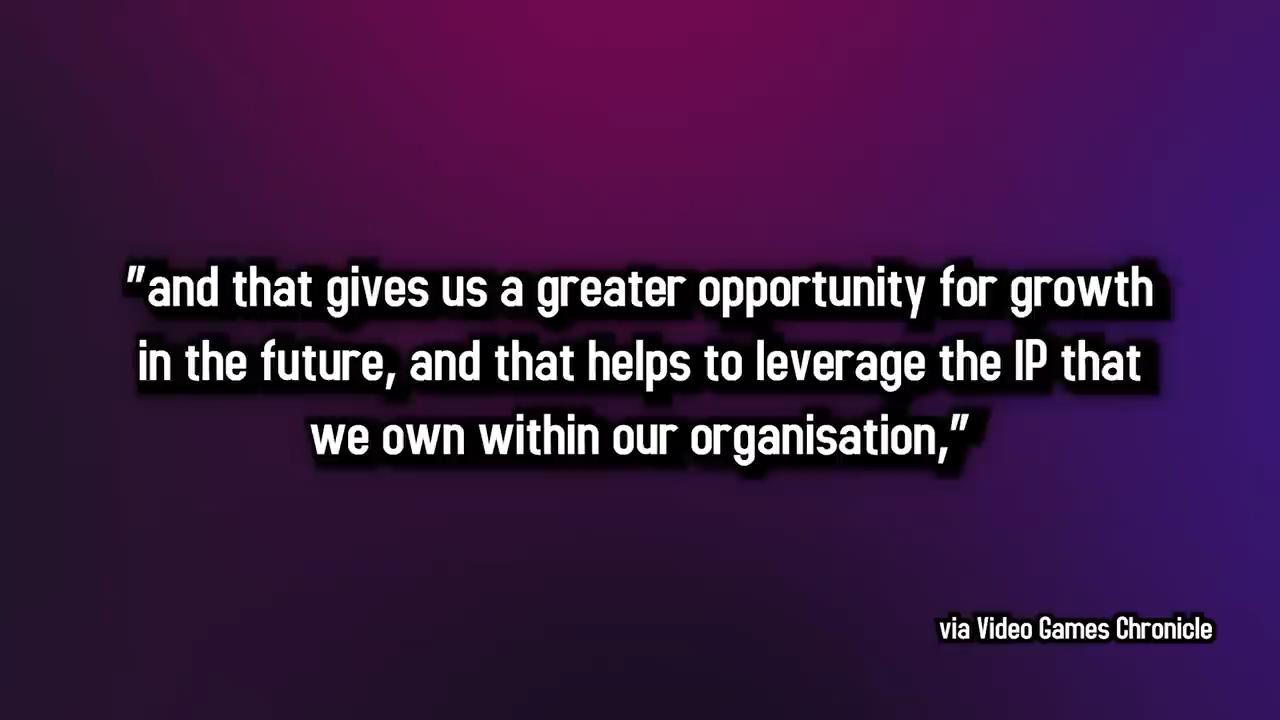 "and that gives us a greater opportunity for growth
in the future, and that helps to leverage the IP that
we own within our organisation,"
via Video Games Chronicle